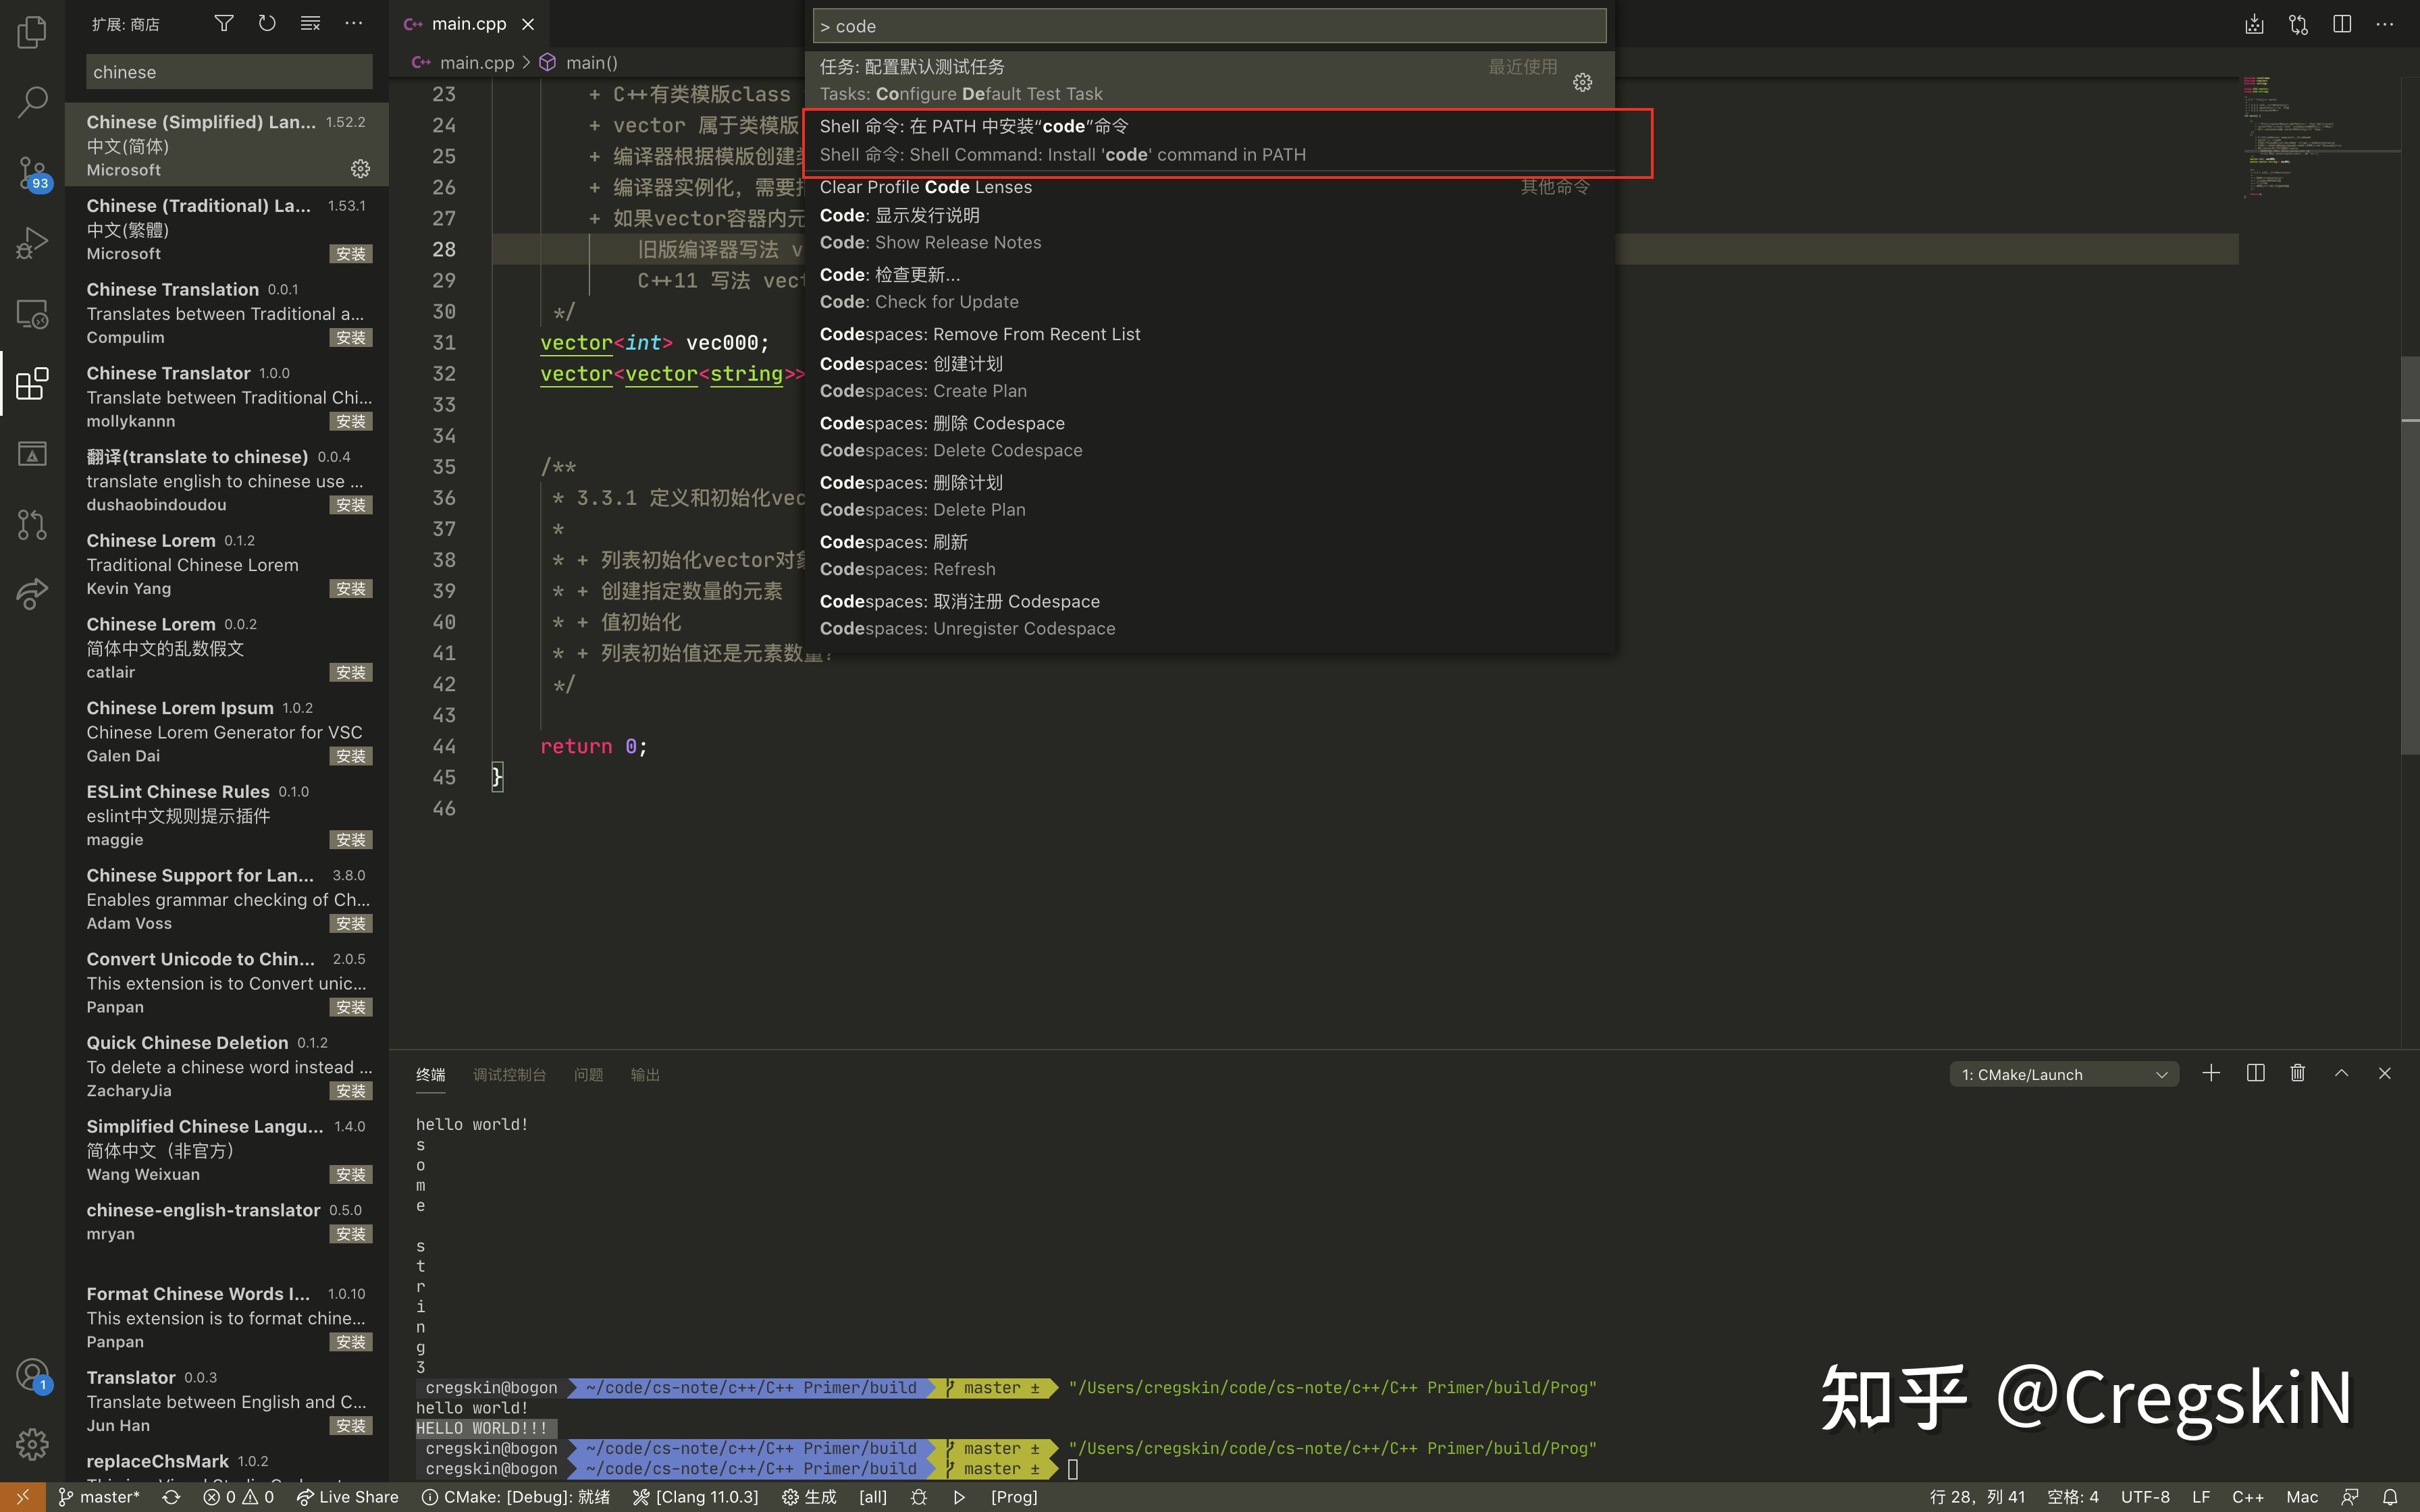 扩展: 商店
chinese
Chinese (Simplified) Lan... 1.52.2
中文(简体)
Microsoft
Chinese (Traditional) La... 1.53.1
中文(繁體)
Microsoft 安装
Chinese Translation 0.0.1
Translates between Traditional a...
Compulim 安装
Chinese Translator 1.0.0
Translate between Traditional Chi...
mollykannn 安装
翻译(translate to chinese) 0.0.4
translate english to chinese use ...
dushaobindoudou 安装
Chinese Lorem 0.1.2
Traditional Chinese Lorem
Kevin Yang 安装
Chinese Lorem 0.0.2
简体中文的乱数假文
catlair 安装
Chinese Lorem Ipsum 1.0.2
Chinese Lorem Generator for VSC
Galen Dai 安装
ESLint Chinese Rules 0.1.0
eslint中文规则提示插件
maggie 安装
Chinese Support for Lan... 3.8.0
Enables grammar checking of Ch...
Adam Voss 安装
Convert Unicode to Chin... 2.0.5
This extension is to Convert unic...
Panpan 安装
Quick Chinese Deletion 0.1.2
To delete a chinese word instead ...
ZacharyJia 安装
Simplified Chinese Langu... 1.4.0
简体中文（非官方）
Wang Weixuan 安装
chinese-english-translator 0.5.0
mryan 安装
Format Chinese Words I... 1.0.10
This extension is to format chine...
Panpan 安装
Translator 0.0.3
Translate between English and C...
Jun Han 安装
replaceChsMark 1.0.2
93
1
main.cpp
main.cpp > main()
23 + C++有类模版class
24 + vector 属于类模版
25 + 编译器根据模版创建
26 + 编译器实例化，需要
27 + 如果vector容器内元
28 旧版编译器写法 v
29 C++11 写法 vect
30 */
31 vector<int> vec000;
32 vector<vector<string>>
33
34
35 /**
36 * 3.3.1 定义和初始化vec
37 *
38 * + 列表初始化vector对象
39 * + 创建指定数量的元素
40 * + 值初始化
41 * + 列表初始值还是元素数量?
42 */
43
44 return 0;
45 }
46
> code
任务: 配置默认测试任务 最近使用
Tasks: Configure Default Test Task
Shell 命令: 在 PATH 中安装“code”命令
Shell 命令: Shell Command: Install 'code' command in PATH
Clear Profile Code Lenses 其他命令
Code: 显示发行说明
Code: Show Release Notes
Code: 检查更新...
Code: Check for Update
Codespaces: Remove From Recent List
Codespaces: 创建计划
Codespaces: Create Plan
Codespaces: 删除 Codespace
Codespaces: Delete Codespace
Codespaces: 删除计划
Codespaces: Delete Plan
Codespaces: 刷新
Codespaces: Refresh
Codespaces: 取消注册 Codespace
Codespaces: Unregister Codespace
终端 调试控制台 问题 输出 1: CMake/Launch
hello world!
s
o
m
e
s
t
r
i
n
g
3
cregskin@bogon ~/code/cs-note/c++/C++ Primer/build master ± "/Users/cregskin/code/cs-note/c++/C++ Primer/build/Prog"
hello world!
HELLO WORLD!!!
cregskin@bogon ~/code/cs-note/c++/C++ Primer/build master ± "/Users/cregskin/code/cs-note/c++/C++ Primer/build/Prog"
cregskin@bogon ~/code/cs-note/c++/C++ Primer/build master ±
知乎 @CregskiN
master* 0 0 Live Share CMake: [Debug]: 就绪 [Clang 11.0.3] 生成 [all] [Prog] 行 28，列 41 空格: 4 UTF-8 LF C++ Mac